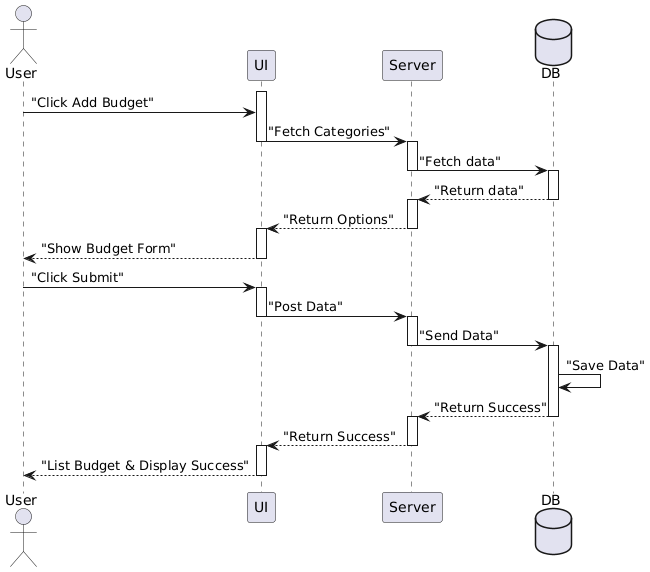 User
UI
Server
DB
"Click Add Budget"
"Fetch Categories"
"Fetch data"
"Return data"
"Return Options"
"Show Budget Form"
"Click Submit"
"Post Data"
"Send Data"
"Save Data"
"Return Success"
"Return Success"
"List Budget & Display Success"
User
UI
Server
DB